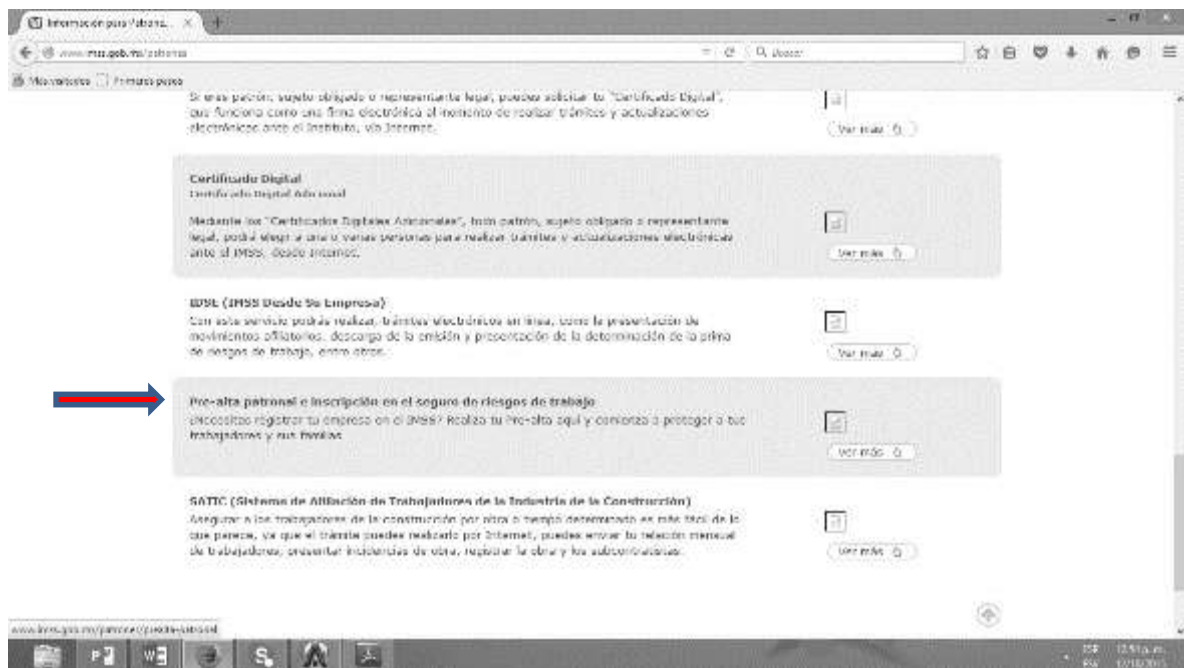 Información para Patrones
www.imss.gob.mx/patrones
Buscar
Más visitados Primeros pasos
Si eres patrón, sujeto obligado o representante legal, puedes solicitar tu "Certificado Digital",
que funciona como una firma electrónica al momento de realizar trámites y actualizaciones
electrónicas ante el Instituto, vía Internet.
Ver más
Certificado Digital
Certificado Digital Adicional
Mediante los "Certificados Digitales Adicionales", todo patrón, sujeto obligado o representante
legal, podrá elegir a una o varias personas para realizar trámites y actualizaciones electrónicas
ante el IMSS, desde Internet.
Ver más
IDSE (IMSS Desde Su Empresa)
Con este servicio podrás realizar, trámites electrónicos en línea, como la presentación de
movimientos afiliatorios, descarga de la emisión y presentación de la determinación de la prima
de riesgos de trabajo, entre otros.
Ver más
Pre-alta patronal e inscripción en el seguro de riesgos de trabajo
¿Necesitas registrar tu empresa en el IMSS? Realiza tu Pre-alta aquí y comienza a proteger a tus
trabajadores y sus familias
Ver más
SATIC (Sistema de Afiliación de Trabajadores de la Industria de la Construcción)
Asegurar a los trabajadores de la construcción por obra o tiempo determinado es más fácil de lo
que parece, ya que el trámite puedes realizarlo por Internet, puedes enviar tu relación mensual
de trabajadores, presentar incidencias de obra, registrar la obra y los subcontratistas.
Ver más
www.imss.gob.mx/patrones/prealta-patronal
ESP